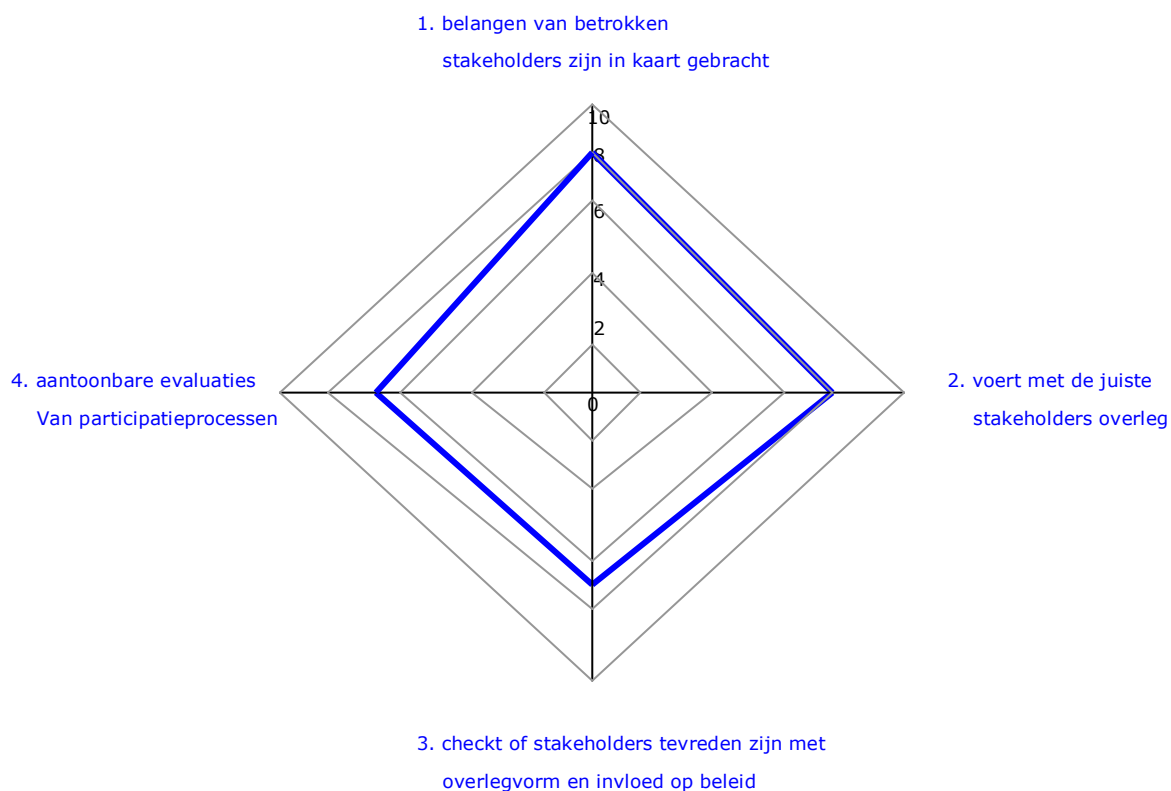 1. belangen van betrokken
stakeholders zijn in kaart gebracht
10
8
6
4
2
0
4. aantoonbare evaluaties
Van participatieprocessen
2. voert met de juiste
stakeholders overleg
3. checkt of stakeholders tevreden zijn met
overlegvorm en invloed op beleid